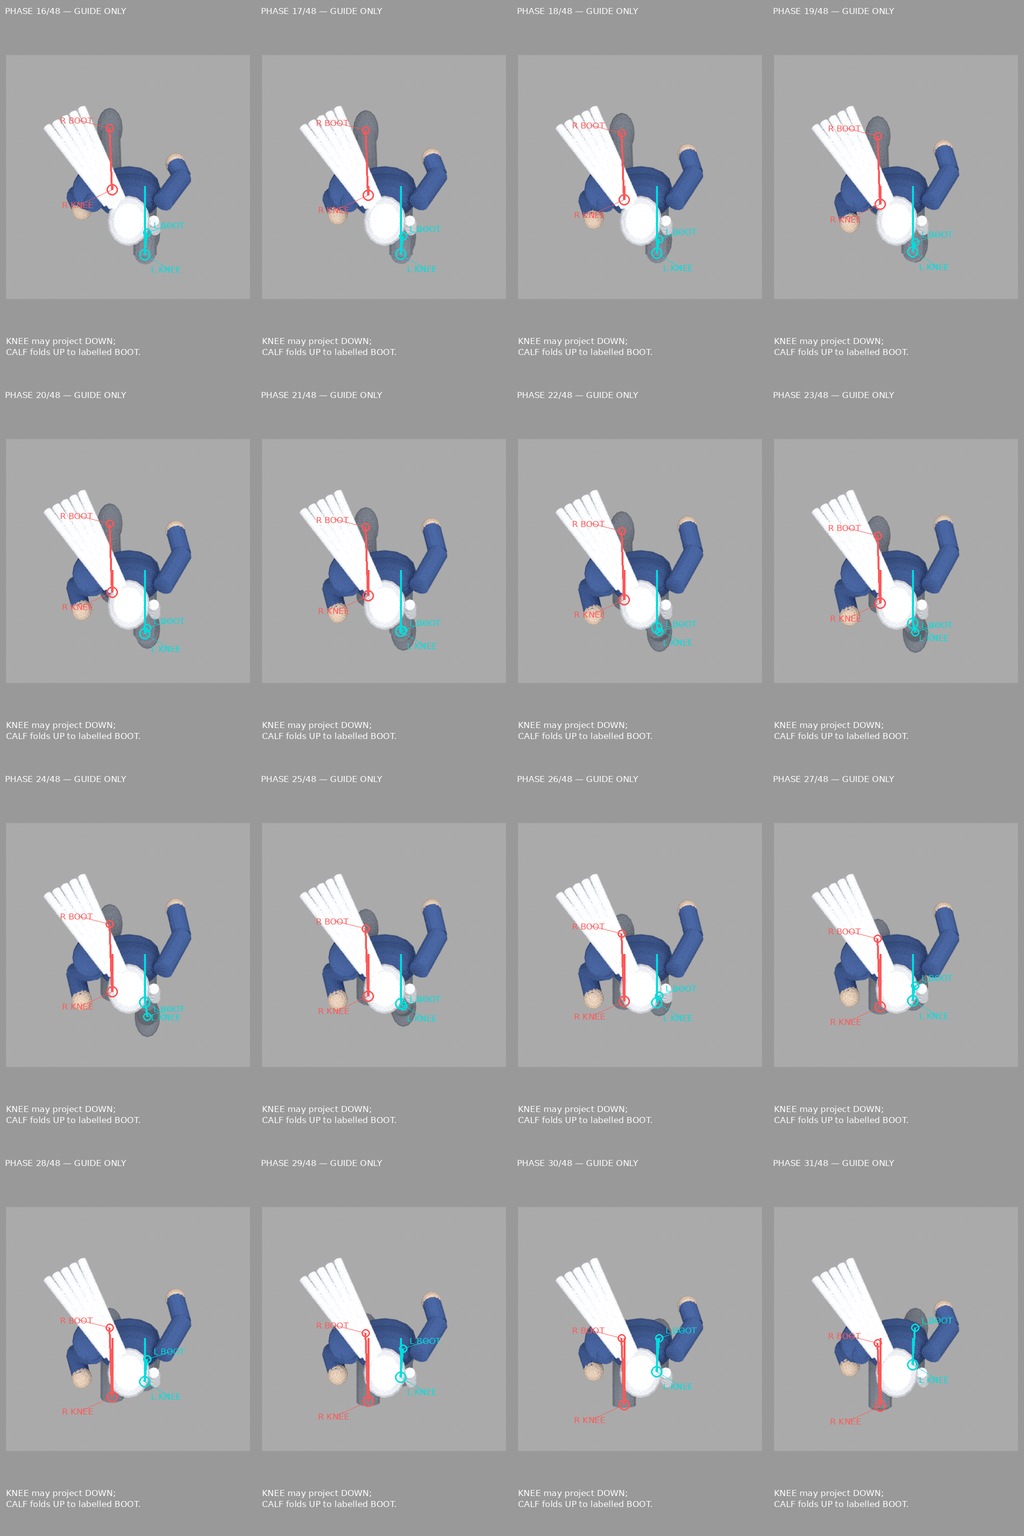 PHASE 16/48 — GUIDE ONLY
PHASE 17/48 — GUIDE ONLY
PHASE 18/48 — GUIDE ONLY
PHASE 19/48 — GUIDE ONLY
R BOOT
R BOOT
R BOOT
R BOOT
R KNEE
R KNEE
R KNEE
R KNEE
L BOOT
L BOOT
L BOOT
L BOOT
L KNEE
L KNEE
L KNEE
L KNEE
KNEE may project DOWN;
CALF folds UP to labelled BOOT.
KNEE may project DOWN;
CALF folds UP to labelled BOOT.
KNEE may project DOWN;
CALF folds UP to labelled BOOT.
KNEE may project DOWN;
CALF folds UP to labelled BOOT.
PHASE 20/48 — GUIDE ONLY
PHASE 21/48 — GUIDE ONLY
PHASE 22/48 — GUIDE ONLY
PHASE 23/48 — GUIDE ONLY
R BOOT
R BOOT
R BOOT
R BOOT
R KNEE
R KNEE
R KNEE
R KNEE
L BOOT
L BOOT
L BOOT
L BOOT
L KNEE
L KNEE
L KNEE
L KNEE
KNEE may project DOWN;
CALF folds UP to labelled BOOT.
KNEE may project DOWN;
CALF folds UP to labelled BOOT.
KNEE may project DOWN;
CALF folds UP to labelled BOOT.
KNEE may project DOWN;
CALF folds UP to labelled BOOT.
PHASE 24/48 — GUIDE ONLY
PHASE 25/48 — GUIDE ONLY
PHASE 26/48 — GUIDE ONLY
PHASE 27/48 — GUIDE ONLY
R BOOT
R BOOT
R BOOT
R BOOT
R KNEE
R KNEE
R KNEE
R KNEE
L BOOT
L BOOT
L BOOT
L BOOT
L KNEE
L KNEE
L KNEE
L KNEE
KNEE may project DOWN;
CALF folds UP to labelled BOOT.
KNEE may project DOWN;
CALF folds UP to labelled BOOT.
KNEE may project DOWN;
CALF folds UP to labelled BOOT.
KNEE may project DOWN;
CALF folds UP to labelled BOOT.
PHASE 28/48 — GUIDE ONLY
PHASE 29/48 — GUIDE ONLY
PHASE 30/48 — GUIDE ONLY
PHASE 31/48 — GUIDE ONLY
R BOOT
R BOOT
R BOOT
R BOOT
L BOOT
L BOOT
L BOOT
L BOOT
L KNEE
L KNEE
L KNEE
L KNEE
R KNEE
R KNEE
R KNEE
R KNEE
KNEE may project DOWN;
CALF folds UP to labelled BOOT.
KNEE may project DOWN;
CALF folds UP to labelled BOOT.
KNEE may project DOWN;
CALF folds UP to labelled BOOT.
KNEE may project DOWN;
CALF folds UP to labelled BOOT.